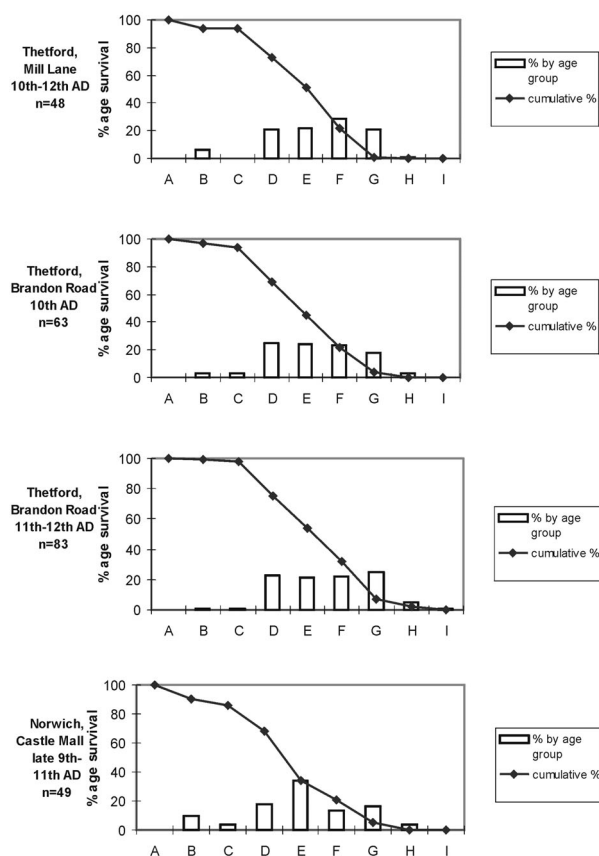 Thetford,
Mill Lane
10th-12th AD
n=48
% age survival
100
80
60
40
20
0
A B C D E F G H I
% by age
group
cumulative %
Thetford,
Brandon Road
10th AD
n=63
% age survival
100
80
60
40
20
0
A B C D E F G H I
% by age
group
cumulative %
Thetford,
Brandon Road
11th-12th AD
n=83
% age survival
100
80
60
40
20
0
A B C D E F G H I
% by age
group
cumulative %
Norwich,
Castle Mall
late 9th-
11th AD
n=49
% age survival
100
80
60
40
20
0
A B C D E F G H I
% by age
group
cumulative %